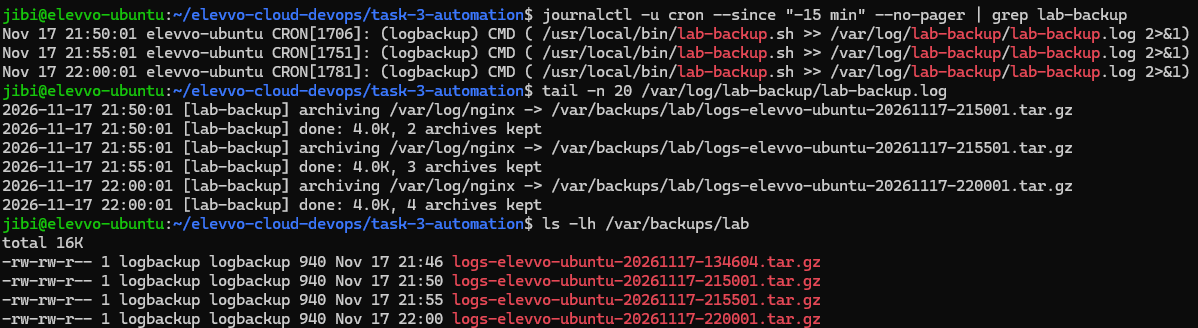 jibi@elevvo-ubuntu:~/elevvo-cloud-devops/task-3-automation$ journalctl -u cron --since "-15 min" --no-pager | grep lab-backup
Nov 17 21:50:01 elevvo-ubuntu CRON[1706]: (logbackup) CMD ( /usr/local/bin/lab-backup.sh >> /var/log/lab-backup/lab-backup.log 2>&1)
Nov 17 21:55:01 elevvo-ubuntu CRON[1751]: (logbackup) CMD ( /usr/local/bin/lab-backup.sh >> /var/log/lab-backup/lab-backup.log 2>&1)
Nov 17 22:00:01 elevvo-ubuntu CRON[1781]: (logbackup) CMD ( /usr/local/bin/lab-backup.sh >> /var/log/lab-backup/lab-backup.log 2>&1)
jibi@elevvo-ubuntu:~/elevvo-cloud-devops/task-3-automation$ tail -n 20 /var/log/lab-backup/lab-backup.log
2026-11-17 21:50:01 [lab-backup] archiving /var/log/nginx -> /var/backups/lab/logs-elevvo-ubuntu-20261117-215001.tar.gz
2026-11-17 21:50:01 [lab-backup] done: 4.0K, 2 archives kept
2026-11-17 21:55:01 [lab-backup] archiving /var/log/nginx -> /var/backups/lab/logs-elevvo-ubuntu-20261117-215501.tar.gz
2026-11-17 21:55:01 [lab-backup] done: 4.0K, 3 archives kept
2026-11-17 22:00:01 [lab-backup] archiving /var/log/nginx -> /var/backups/lab/logs-elevvo-ubuntu-20261117-220001.tar.gz
2026-11-17 22:00:01 [lab-backup] done: 4.0K, 4 archives kept
jibi@elevvo-ubuntu:~/elevvo-cloud-devops/task-3-automation$ ls -lh /var/backups/lab
total 16K
-rw-rw-r-- 1 logbackup logbackup 940 Nov 17 21:46 logs-elevvo-ubuntu-20261117-134604.tar.gz
-rw-rw-r-- 1 logbackup logbackup 940 Nov 17 21:50 logs-elevvo-ubuntu-20261117-215001.tar.gz
-rw-rw-r-- 1 logbackup logbackup 940 Nov 17 21:55 logs-elevvo-ubuntu-20261117-215501.tar.gz
-rw-rw-r-- 1 logbackup logbackup 940 Nov 17 22:00 logs-elevvo-ubuntu-20261117-220001.tar.gz